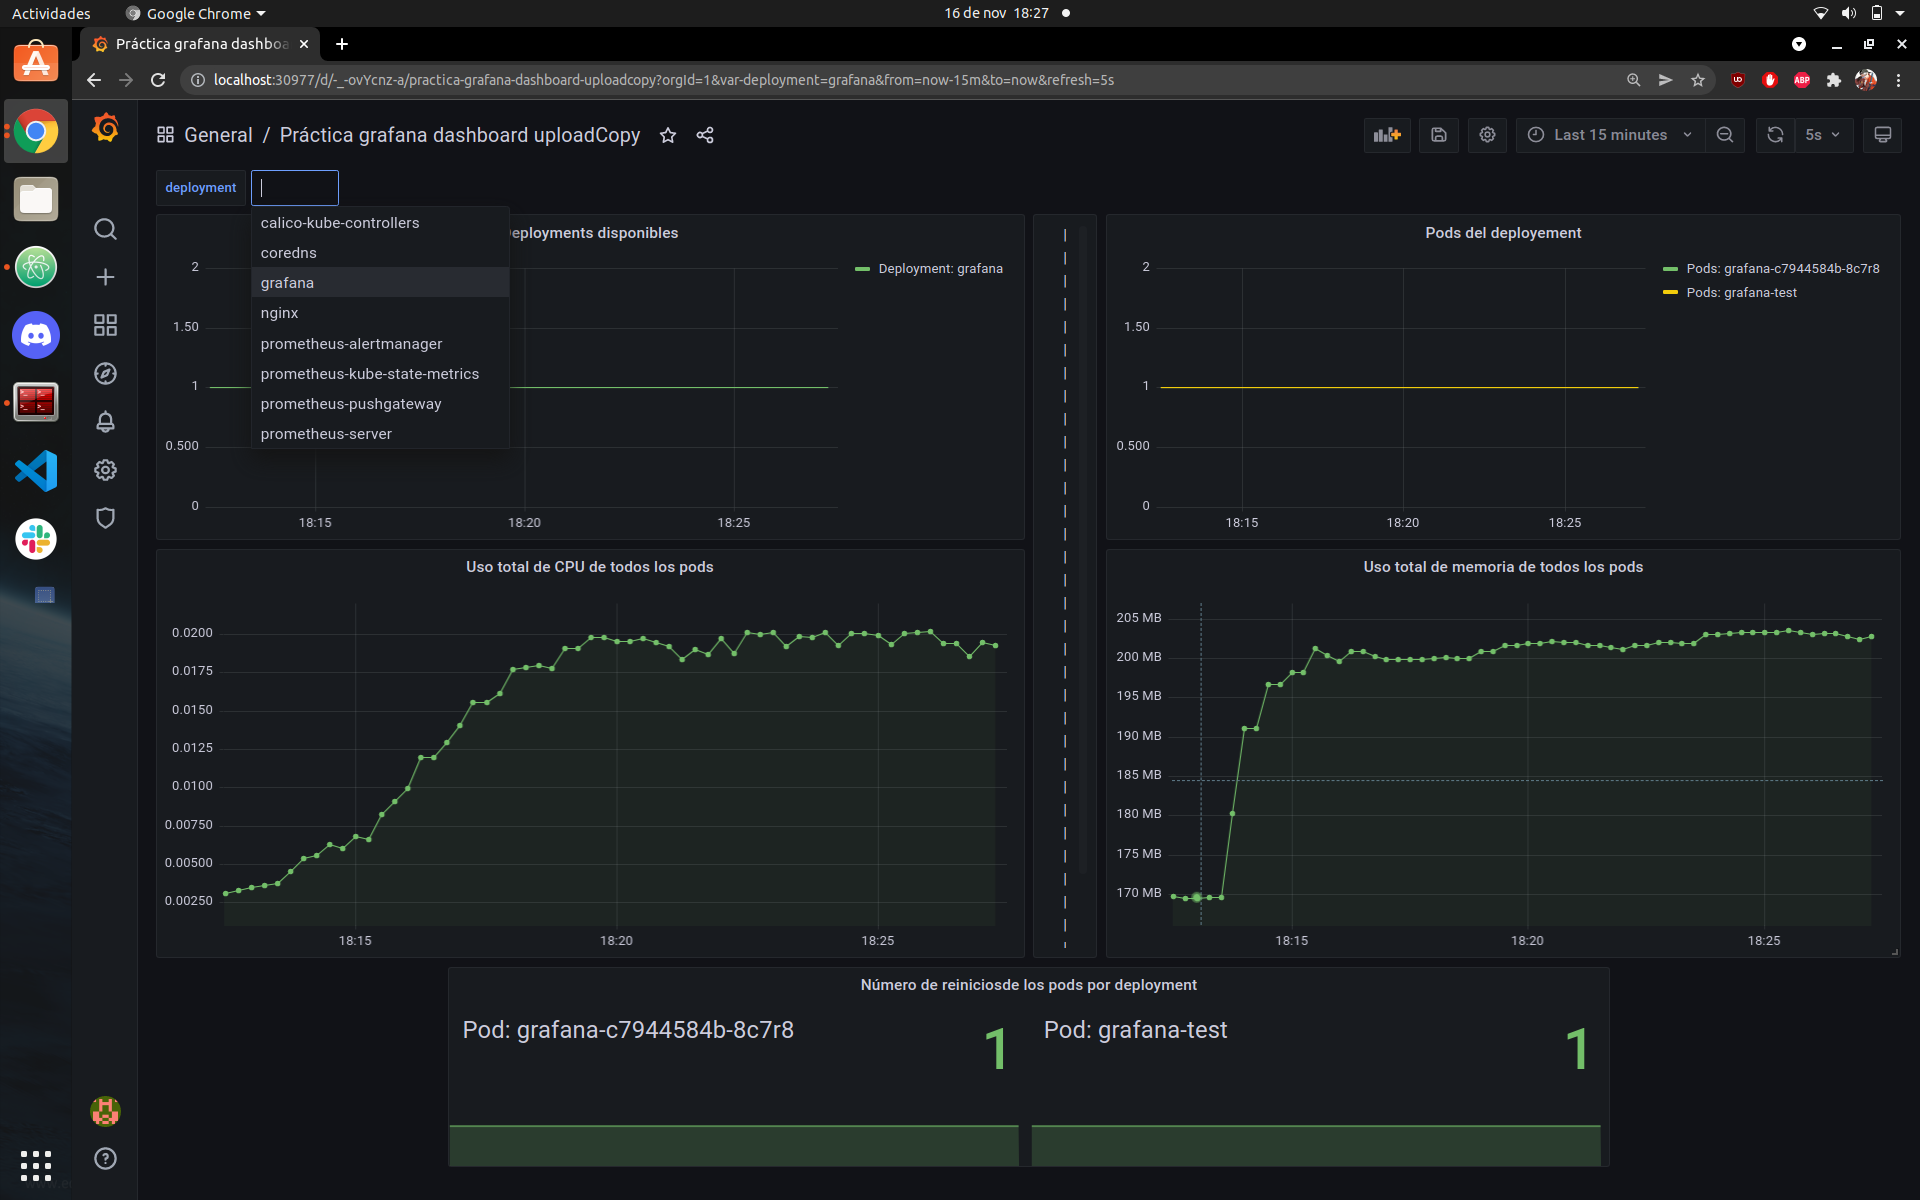 Actividades
Google Chrome
16 de nov 18:27
Práctica grafana dashboa
localhost:30977/d/-_-ovYcnz-a/practica-grafana-dashboard-uploadcopy?orgId=1&var-deployment=grafana&from=now-15m&to=now&refresh=5s
ABP
General / Práctica grafana dashboard uploadCopy
Last 15 minutes
5s
deployment
calico-kube-controllers
coredns
grafana
nginx
prometheus-alertmanager
prometheus-kube-state-metrics
prometheus-pushgateway
prometheus-server
eployments disponibles
2
1.50
1
0.500
0
18:15
18:20
18:25
Deployment: grafana
Pods del deployement
2
1.50
1
0.500
0
18:15
18:20
18:25
Pods: grafana-c7944584b-8c7r8
Pods: grafana-test
Uso total de CPU de todos los pods
0.0200
0.0175
0.0150
0.0125
0.0100
0.00750
0.00500
0.00250
18:15
18:20
18:25
Uso total de memoria de todos los pods
205 MB
200 MB
195 MB
190 MB
185 MB
180 MB
175 MB
170 MB
18:15
18:20
18:25
Número de reiniciosde los pods por deployment
Pod: grafana-c7944584b-8c7r8
1
Pod: grafana-test
1